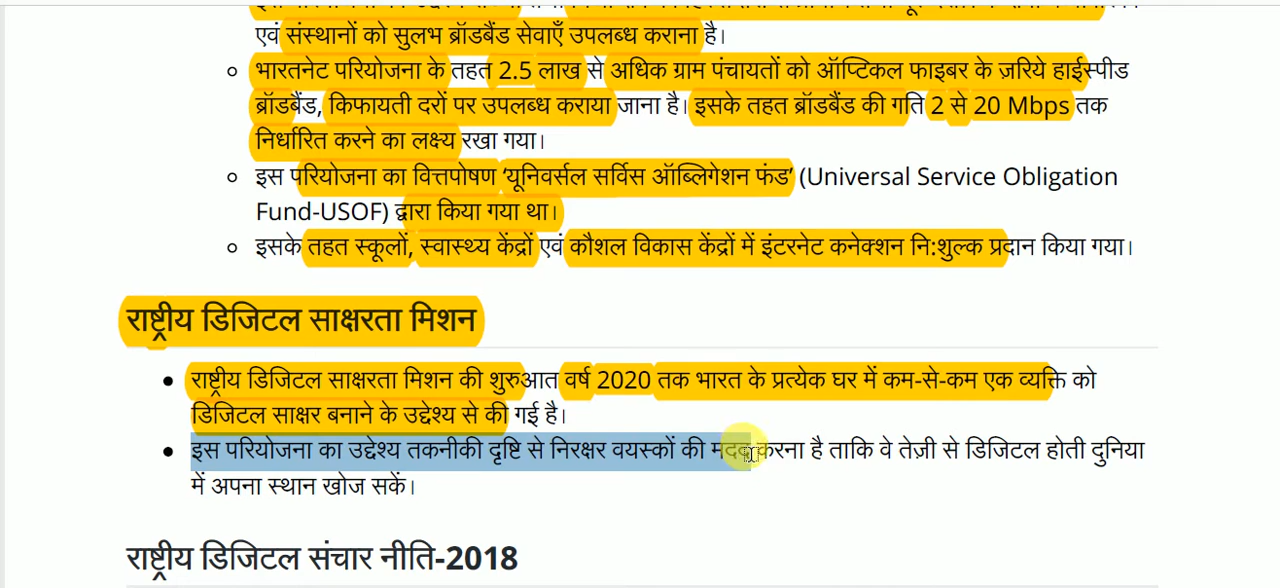 एवं संस्थानों को सुलभ ब्रॉडबैंड सेवाएँ उपलब्ध कराना है।
भारतनेट परियोजना के तहत 2.5 लाख से अधिक ग्राम पंचायतों को ऑप्टिकल फाइबर के ज़रिये हाईस्पीड
ब्रॉडबैंड, किफायती दरों पर उपलब्ध कराया जाना है। इसके तहत ब्रॉडबैंड की गति 2 से 20 Mbps तक
निर्धारित करने का लक्ष्य रखा गया।
इस परियोजना का वित्तपोषण ‘यूनिवर्सल सर्विस ऑब्लिगेशन फंड’ (Universal Service Obligation
Fund-USOF) द्वारा किया गया था।
इसके तहत स्कूलों, स्वास्थ्य केंद्रों एवं कौशल विकास केंद्रों में इंटरनेट कनेक्शन नि:शुल्क प्रदान किया गया।
राष्ट्रीय डिजिटल साक्षरता मिशन
राष्ट्रीय डिजिटल साक्षरता मिशन की शुरुआत वर्ष 2020 तक भारत के प्रत्येक घर में कम-से-कम एक व्यक्ति को
डिजिटल साक्षर बनाने के उद्देश्य से की गई है।
इस परियोजना का उद्देश्य तकनीकी दृष्टि से निरक्षर वयस्कों की मदद करना है ताकि वे तेज़ी से डिजिटल होती दुनिया
में अपना स्थान खोज सकें।
राष्ट्रीय डिजिटल संचार नीति-2018